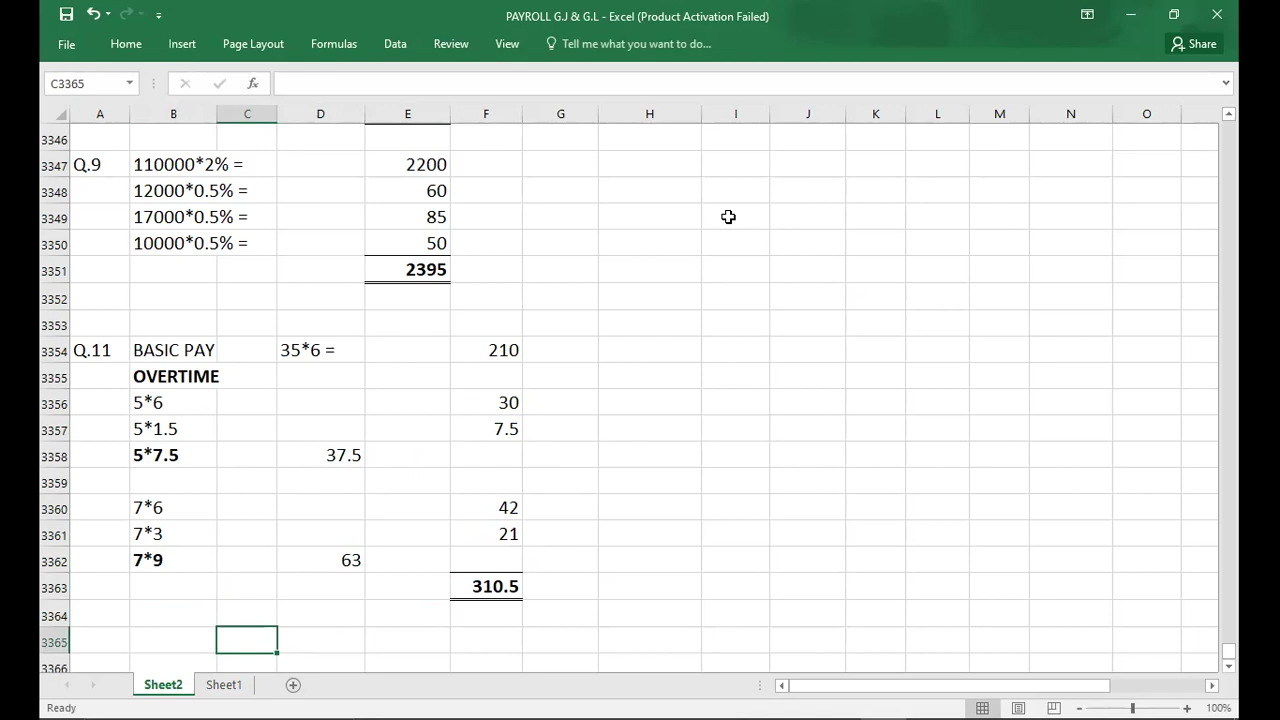 PAYROLL G.J & G.L - Excel (Product Activation Failed)
File Home Insert Page Layout Formulas Data Review View Tell me what you want to do... Share
C3365 fx
A B C D E F G H I J K L M N O
3346
3347 Q.9 110000*2% = 2200
3348 12000*0.5% = 60
3349 17000*0.5% = 85
3350 10000*0.5% = 50
3351 2395
3352
3353
3354 Q.11 BASIC PAY 35*6 = 210
3355 OVERTIME
3356 5*6 30
3357 5*1.5 7.5
3358 5*7.5 37.5
3359
3360 7*6 42
3361 7*3 21
3362 7*9 63
3363 310.5
3364
3365
3366
Sheet2 Sheet1
Ready 100%